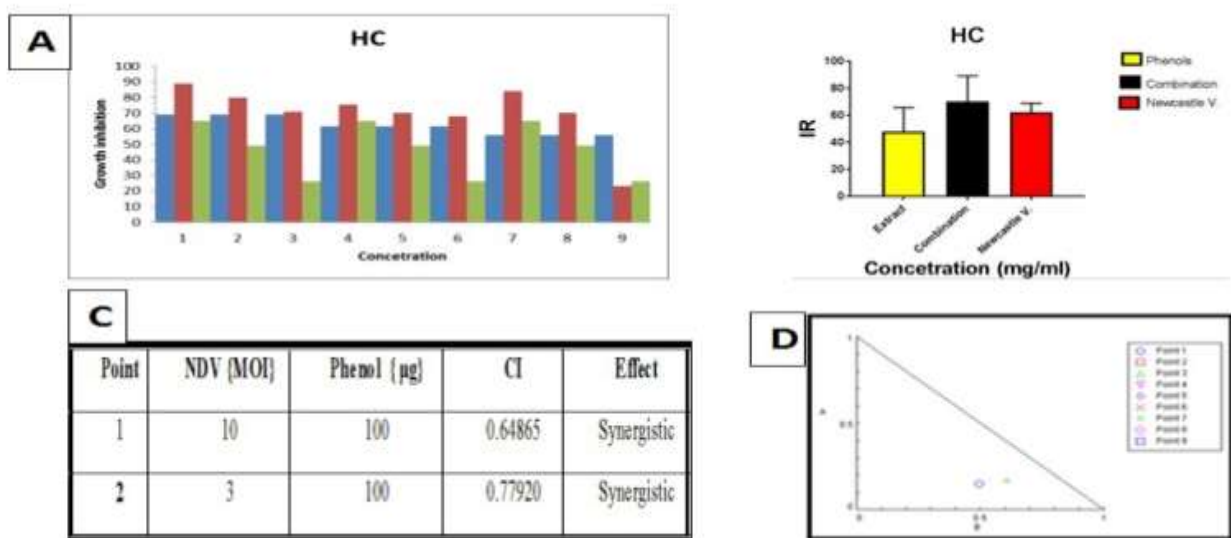 A
HC
Growth inhibition
100
90
80
70
60
50
40
30
20
10
0
1 2 3 4 5 6 7 8 9
Concetration
HC
IR
100
80
60
40
20
0
Extract
Combination
Newcastle V.
Concetration (mg/ml)
Phenols
Combination
Newcastle V.
C
Point NDV {MOI} Phenol {µg} CI Effect
1 10 100 0.64865 Synergistic
2 3 100 0.77920 Synergistic
D
1
0.5
0
0 0.5 1
Point 1
Point 2
Point 3
Point 4
Point 5
Point 6
Point 7
Point 8
Point 9